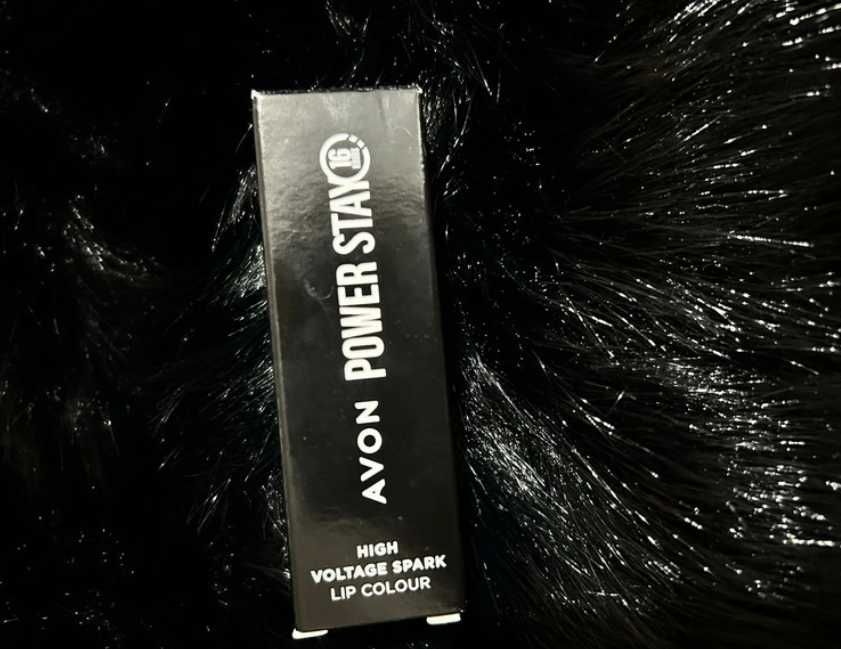 AVON POWER STAY 16
HIGH
VOLTAGE SPARK
LIP COLOUR